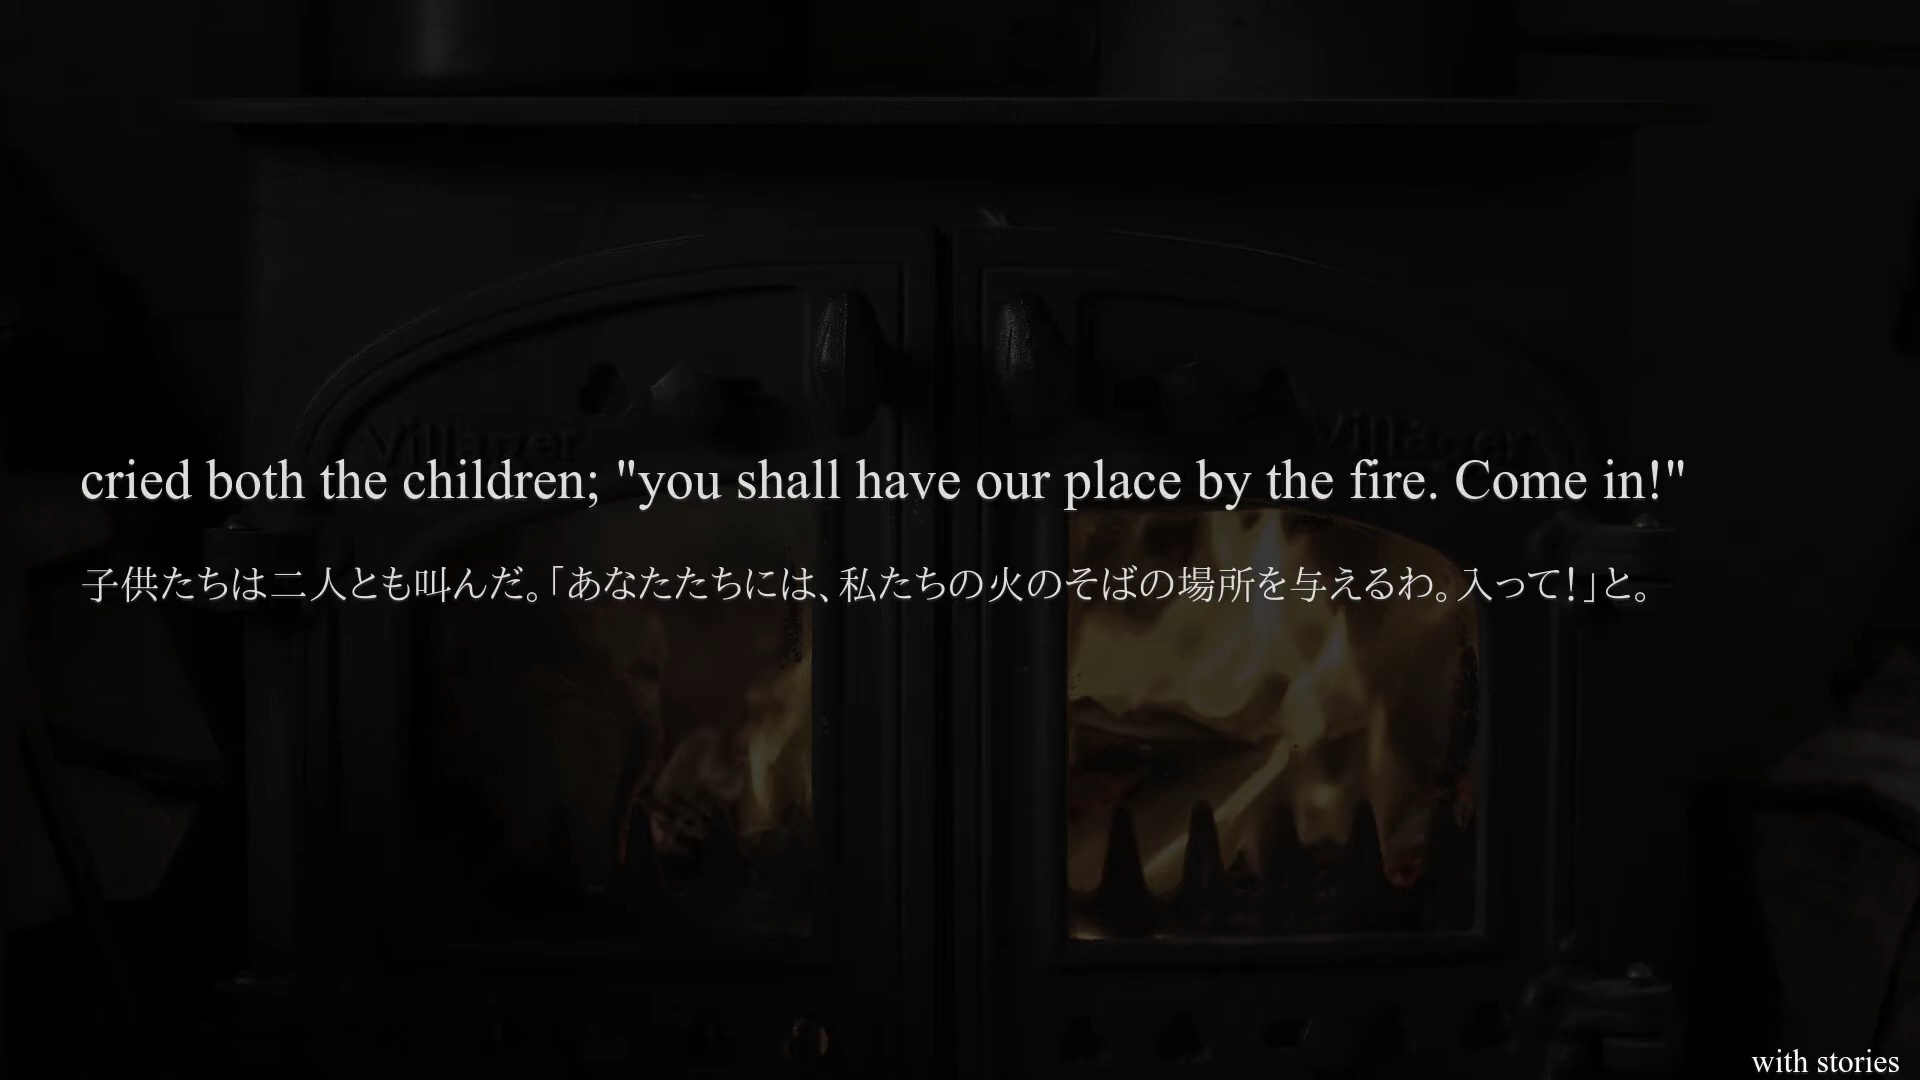 Villager Villager
cried both the children; "you shall have our place by the fire. Come in!"
子供たちは二人とも叫んだ。「あなたたちには、私たちの火のそばの場所を与えるわ。入って!」と。
with stories